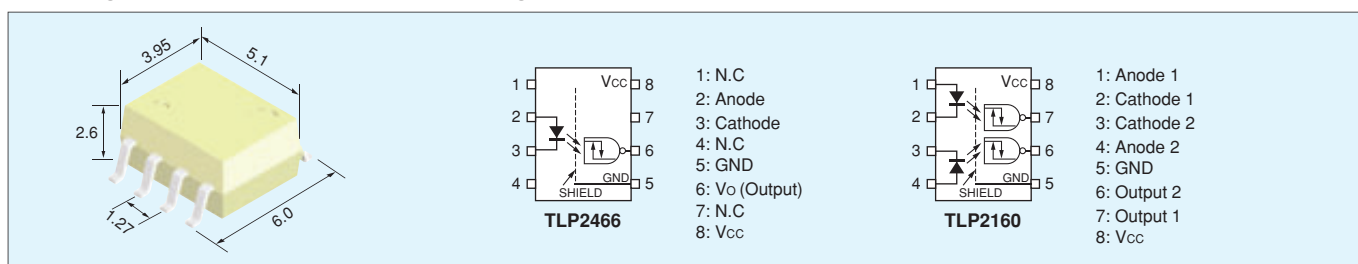 3.95
5.1
2.6
1.27
6.0
1
2
3
4
VCC
8
7
6
5
GND
SHIELD
TLP2466
1: N.C
2: Anode
3: Cathode
4: N.C
5: GND
6: VO (Output)
7: N.C
8: VCC
1
2
3
4
VCC
8
7
6
5
GND
SHIELD
TLP2160
1: Anode 1
2: Cathode 1
3: Cathode 2
4: Anode 2
5: GND
6: Output 2
7: Output 1
8: VCC